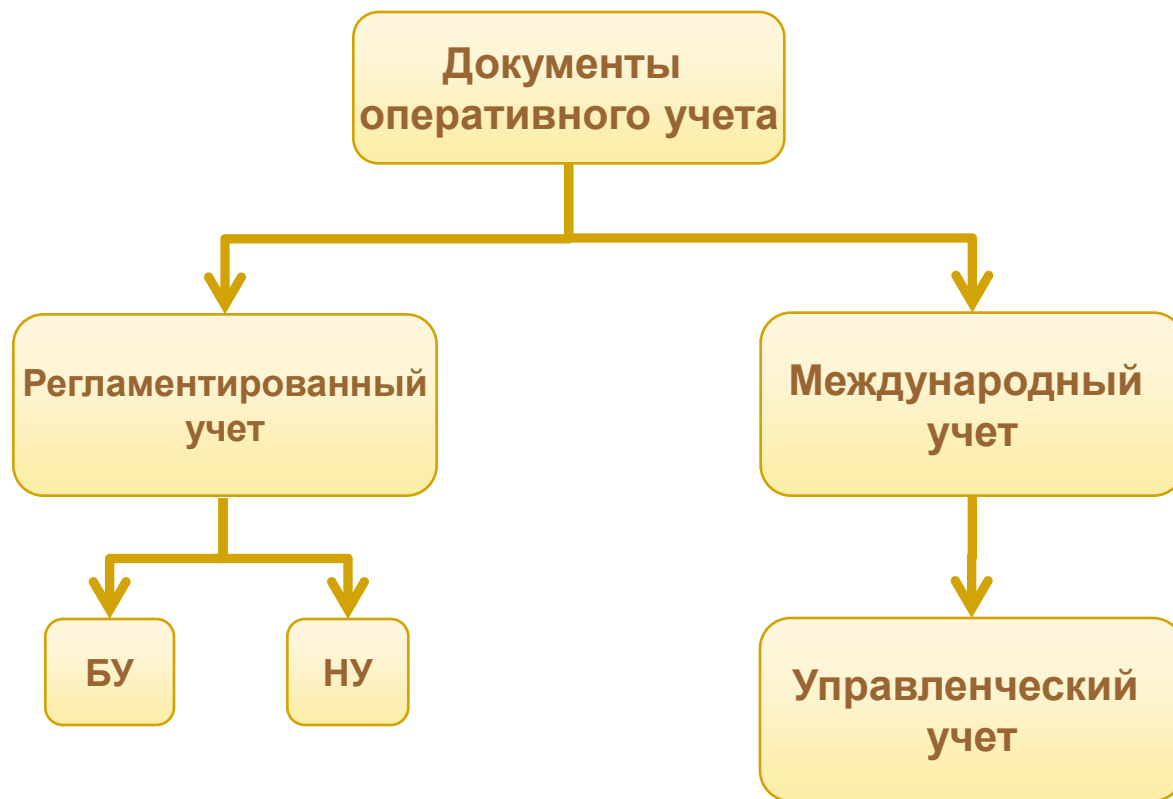 Документы
оперативного учета
Регламентированный
учет
Международный
учет
БУ
НУ
Управленческий
учет